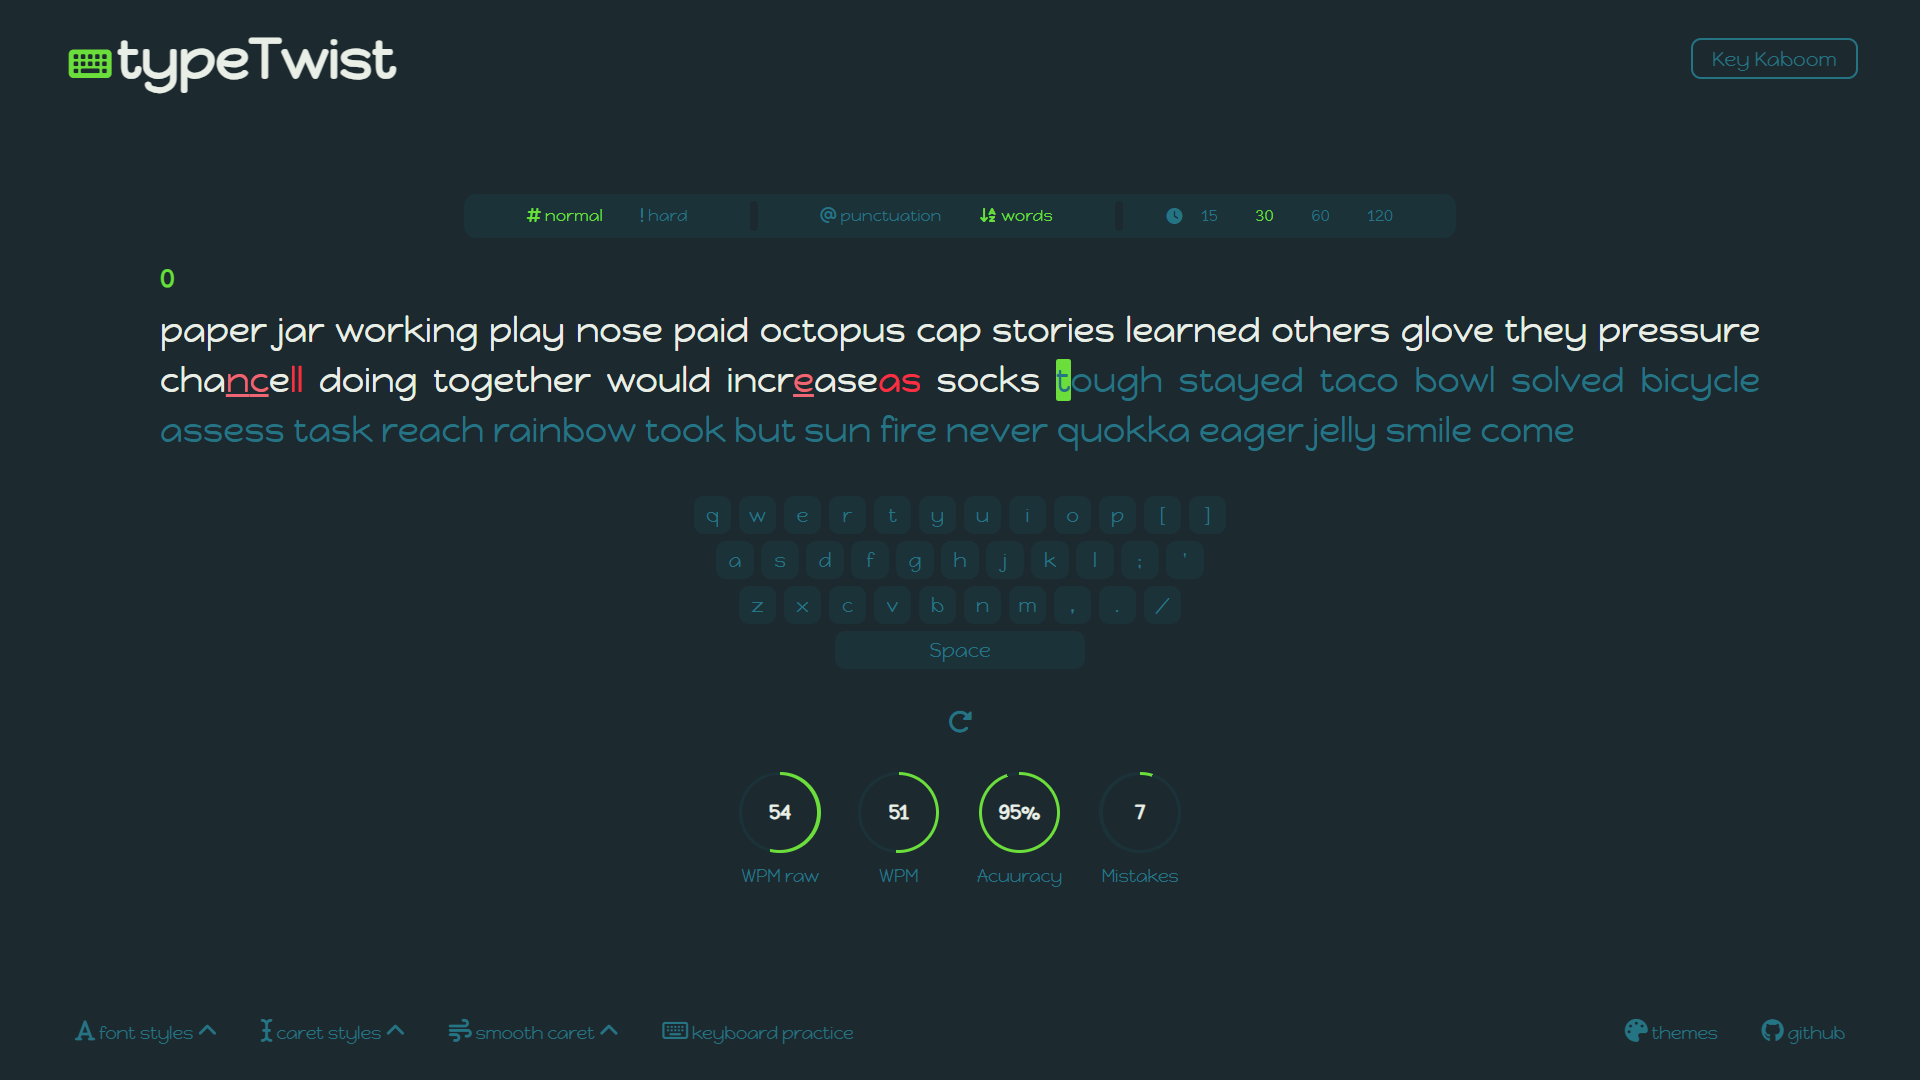 typeTwist
Key Kaboom
# normal ! hard @ punctuation words 15 30 60 120
0
paper jar working play nose paid octopus cap stories learned others glove they pressure
chancell doing together would increaseas socks tough stayed taco bowl solved bicycle
assess task reach rainbow took but sun fire never quokka eager jelly smile come
q w e r t y u i o p [ ]
a s d f g h j k l ; '
z x c v b n m , . /
Space
54 51 95% 7
WPM raw WPM Acuuracy Mistakes
font styles caret styles smooth caret keyboard practice themes github